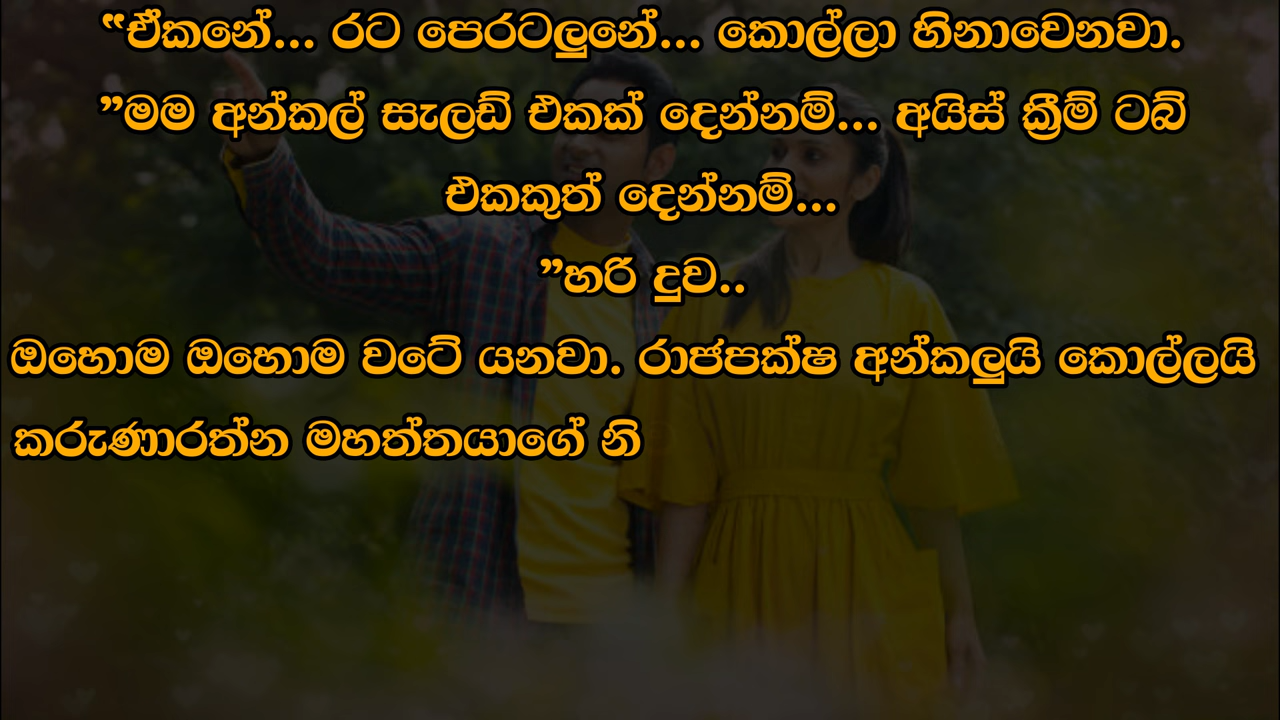 “ඒකනේ... රට පෙරටලුනේ... කොල්ලා හිනාවෙනවා.
”මම අන්කල් සැලඩ් එකක් දෙන්නම්... අයිස් ක්‍රීම් ටබ්
එකකුත් දෙන්නම්...
”හරි දුව..
ඔහොම ඔහොම වටේ යනවා. රාජපක්ෂ අන්කලුයි කොල්ලයි
කරුණාරත්න මහත්තයාගේ නි